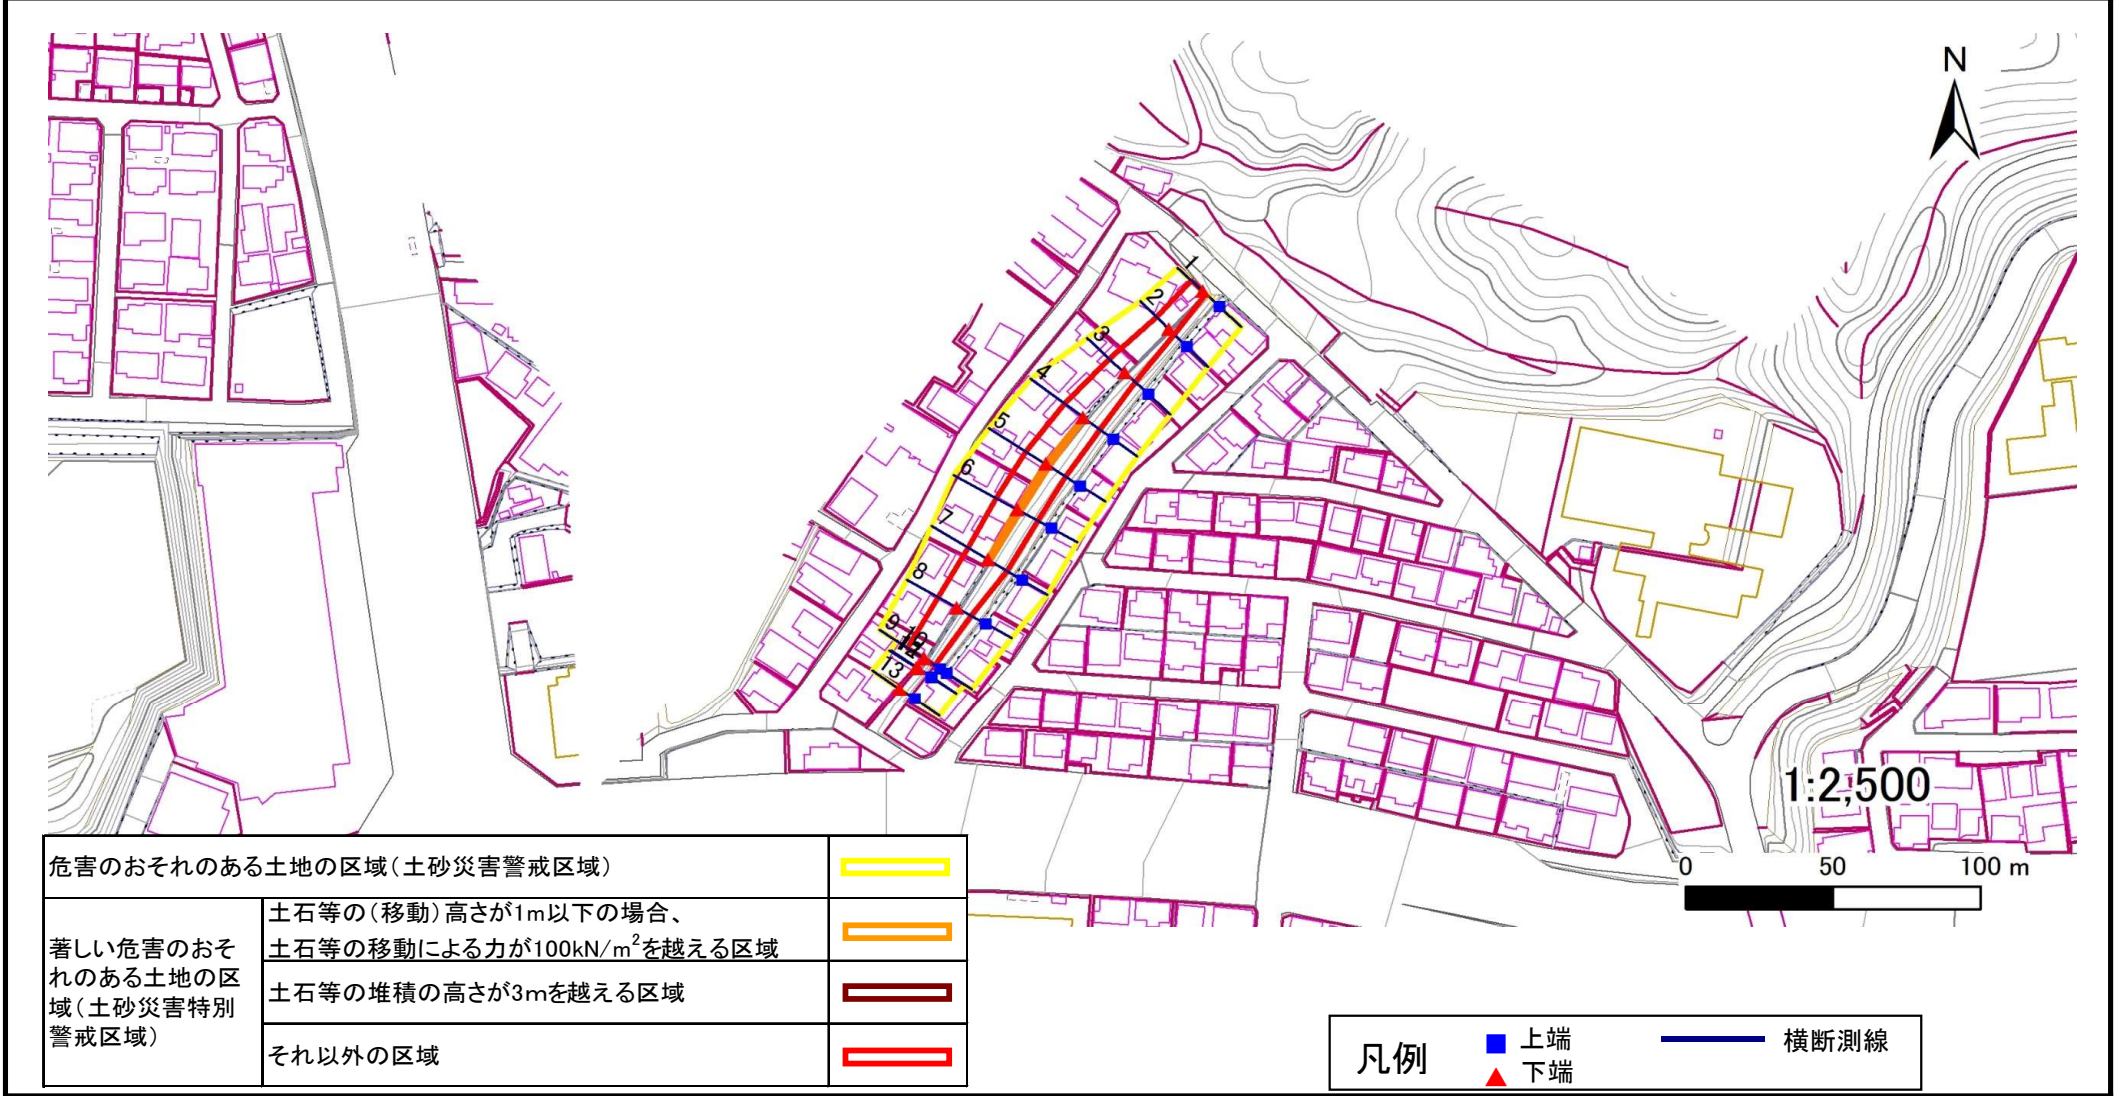 N
1
2
3
4
5
6
7
8
9
13
1:2,500
0 50 100 m
危害のおそれのある土地の区域(土砂災害警戒区域)
著しい危害のおそ
れのある土地の区
域(土砂災害特別
警戒区域)
土石等の(移動)高さが1m以下の場合、
土石等の移動による力が100kN/m²を越える区域
土石等の堆積の高さが3mを越える区域
それ以外の区域
凡例
上端
下端
横断測線